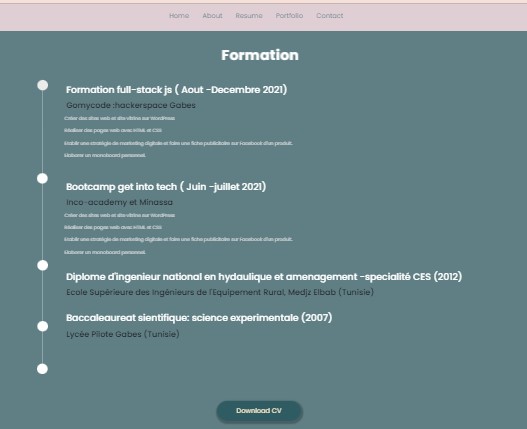 Home About Resume Portfolio Contact
Formation
Formation full-stack js ( Aout -Decembre 2021)
Gomycode :hackerspace Gabes
Créer des sites web et site vitrine sur WordPress
Réaliser des pages web avec HTML et CSS
Etablir une stratégie de marketing digitale et faire une fiche publicitaire sur Facebook d'un produit.
Elaborer un monoboard personnel.
Bootcamp get into tech ( Juin -juillet 2021)
Inco-academy et Minassa
Créer des sites web et site vitrine sur WordPress
Réaliser des pages web avec HTML et CSS
Etablir une stratégie de marketing digitale et faire une fiche publicitaire sur Facebook d'un produit.
Elaborer un monoboard personnel.
Diplome d'ingenieur national en hydaulique et amenagement -specialité CES (2012)
Ecole Supérieure des Ingénieurs de l'Equipement Rural, Medjz Elbab (Tunisie)
Baccaleaureat sientifique: science experimentale (2007)
Lycée Pilote Gabes (Tunisie)
Download CV